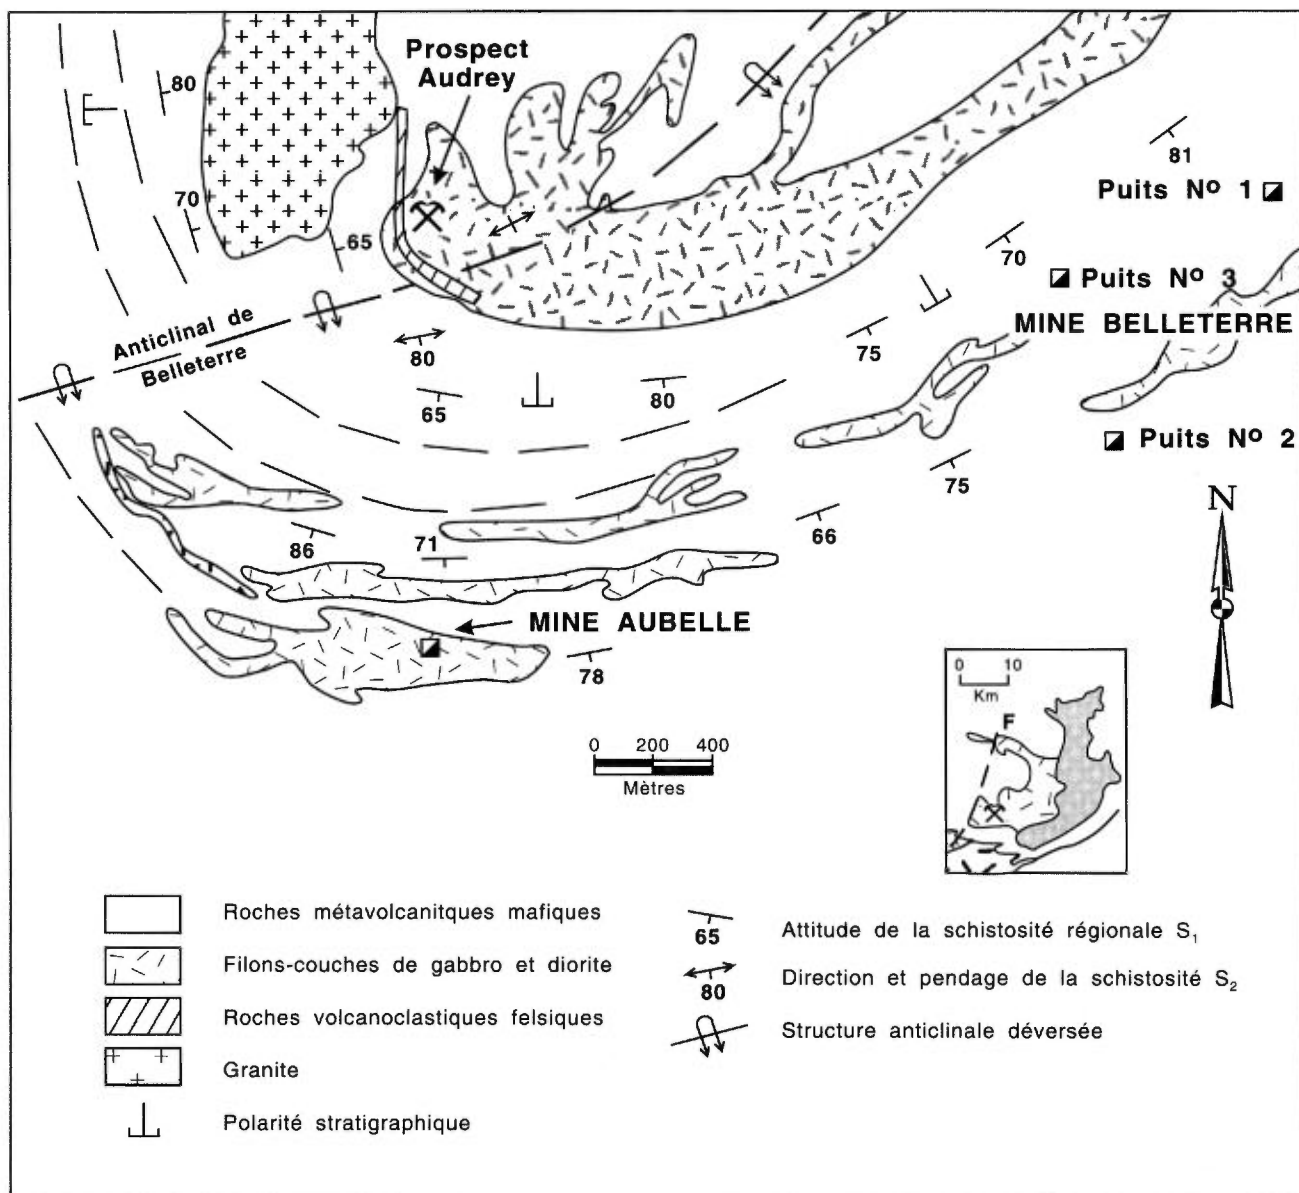 Prospect
Audrey
80
81
Puits Nº 1
70
65
70
Puits Nº 3
MINE BELLETERRE
Anticlinal de
Belleterre
80
75
65
80
Puits Nº 2
75
86
71
66
N
MINE AUBELLE
78
0 10
Km
F
0 200 400
Mètres
Roches métavolcanitques mafiques
Filons-couches de gabbro et diorite
Roches volcanoclastiques felsiques
Granite
Polarité stratigraphique
65 Attitude de la schistosité régionale S₁
80 Direction et pendage de la schistosité S₂
Structure anticlinale déversée